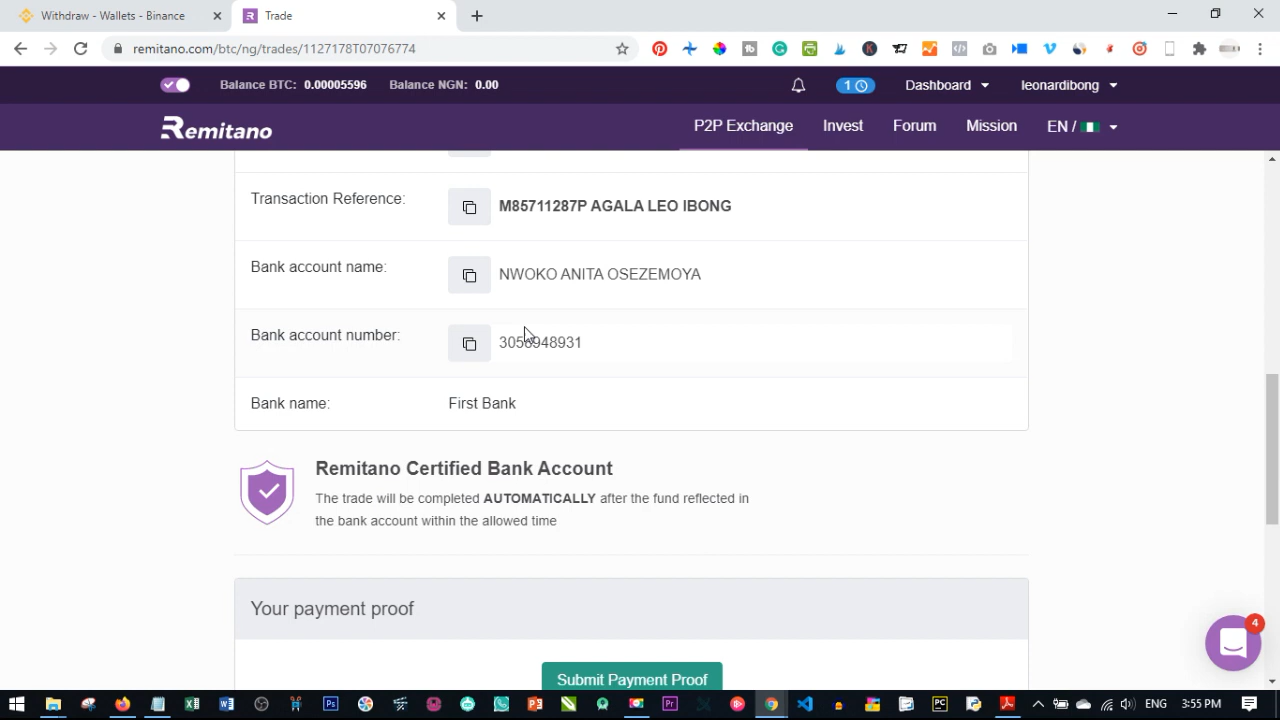 Withdraw - Wallets - Binance
Trade
remitano.com/btc/ng/trades/1127178T07076774
Balance BTC: 0.00005596 Balance NGN: 0.00 1 Dashboard leonardibong
Remitano P2P Exchange Invest Forum Mission EN /
Transaction Reference: M85711287P AGALA LEO IBONG
Bank account name: NWOKO ANITA OSEZEMOYA
Bank account number: 3056948931
Bank name: First Bank
Remitano Certified Bank Account
The trade will be completed AUTOMATICALLY after the fund reflected in
the bank account within the allowed time
Your payment proof
4
Submit Payment Proof
ENG 3:55 PM